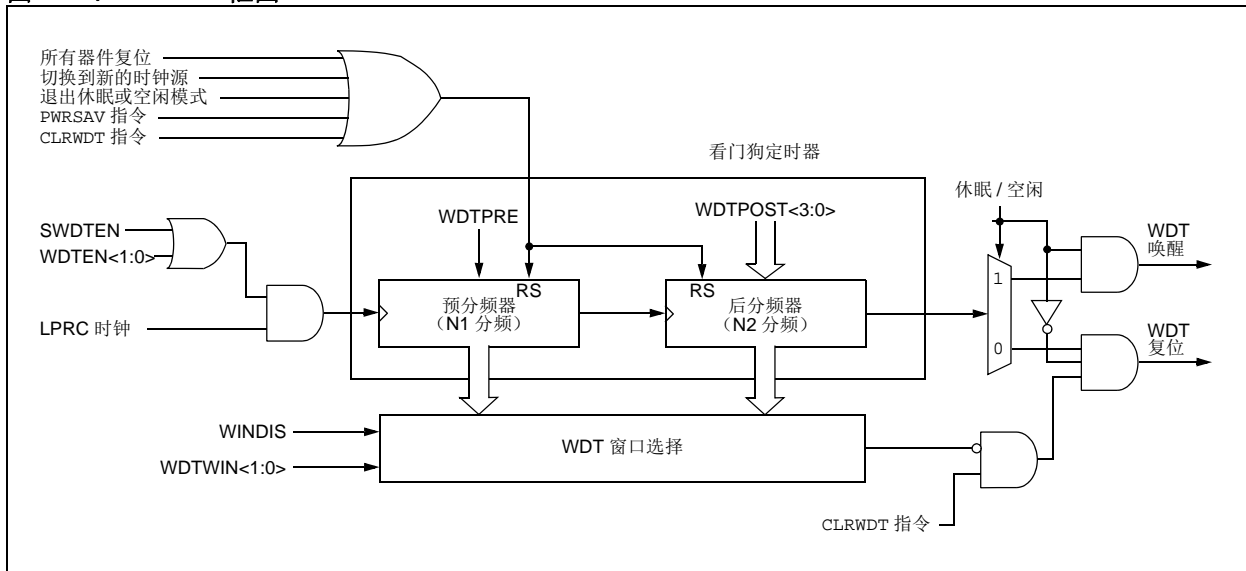 所有器件复位
切换到新的时钟源
退出休眠或空闲模式
PWRSAV 指令
CLRWDT 指令
看门狗定时器
休眠 / 空闲
SWDTEN
WDTEN<1:0>
WDTPRE
WDTPOST<3:0>
WDT
唤醒
RS
RS
1
预分频器
（N1 分频）
后分频器
（N2 分频）
LPRC 时钟
0
WDT
复位
WINDIS
WDT 窗口选择
WDTWIN<1:0>
CLRWDT 指令